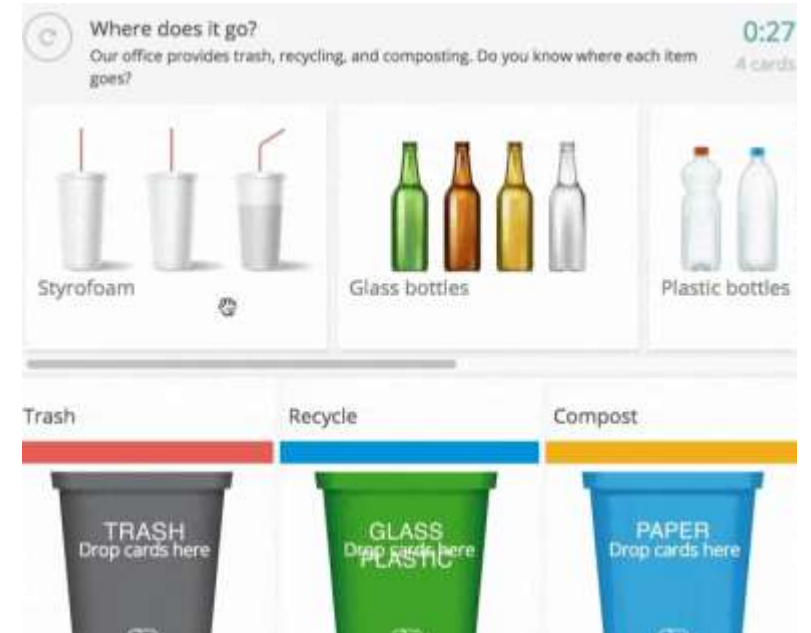 Where does it go?
0:27
Our office provides trash, recycling, and composting. Do you know where each item
goes?
4 cards
Styrofoam
Glass bottles
Plastic bottles
Trash
Recycle
Compost
TRASH
Drop cards here
GLASS
Drop cards here
PLASTIC
PAPER
Drop cards here